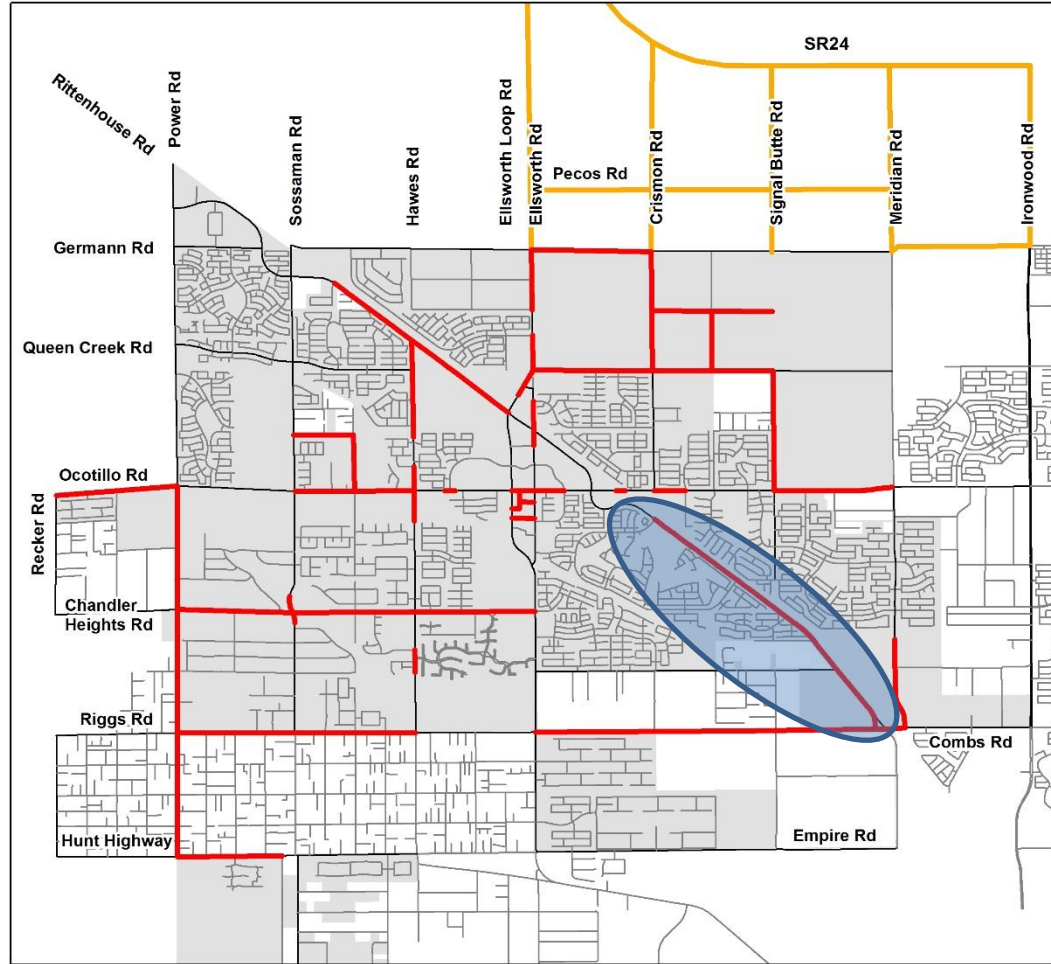 SR24
Rittenhouse Rd
Power Rd
Sossaman Rd
Hawes Rd
Ellsworth Loop Rd
Ellsworth Rd
Crismon Rd
Signal Butte Rd
Meridian Rd
Ironwood Rd
Pecos Rd
Germann Rd
Queen Creek Rd
Ocotillo Rd
Recker Rd
Chandler
Heights Rd
Riggs Rd
Combs Rd
Hunt Highway
Empire Rd